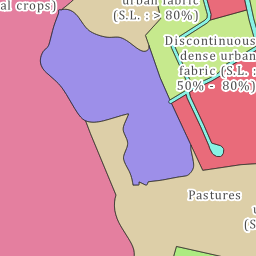 urban fabric
al crops)
(S.L. : > 80%)
Discontinuous
dense urban
fabric (S.L. :
50% - 80%)
Pastures
(S